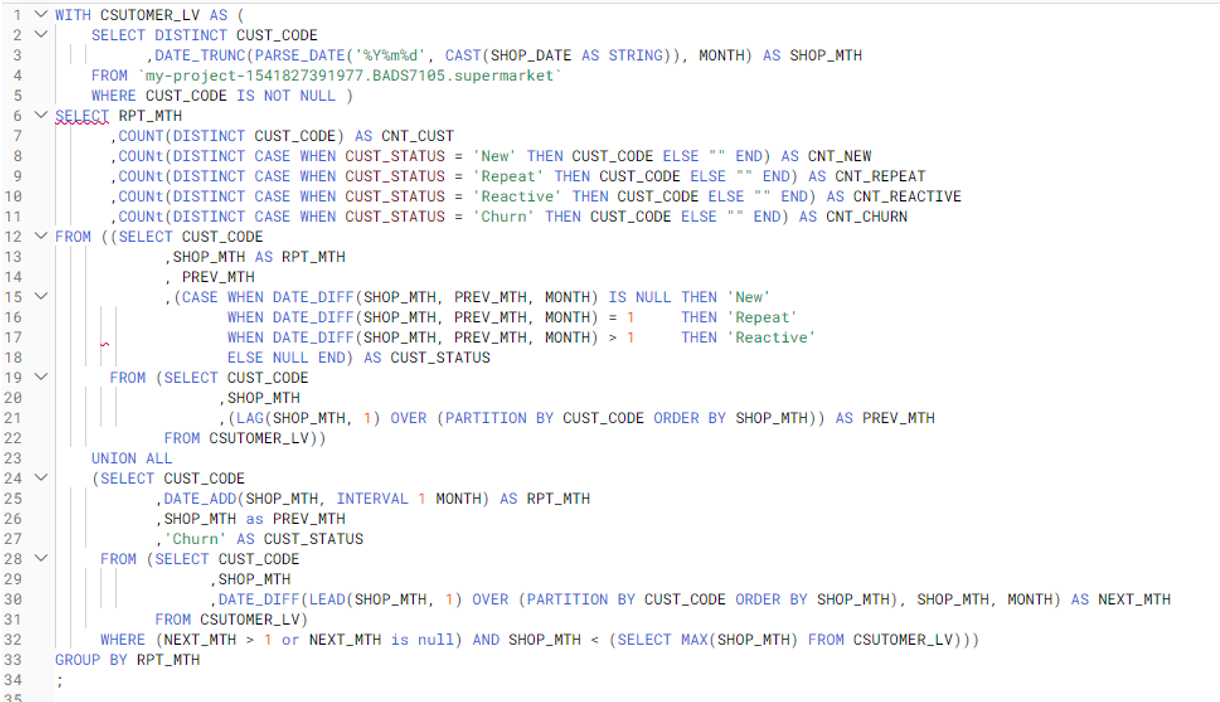 1 WITH CSUTOMER_LV AS (
2 SELECT DISTINCT CUST_CODE
3 ,DATE_TRUNC(PARSE_DATE('%Y%m%d', CAST(SHOP_DATE AS STRING)), MONTH) AS SHOP_MTH
4 FROM `my-project-1541827391977.BADS7105.supermarket`
5 WHERE CUST_CODE IS NOT NULL )
6 SELECT RPT_MTH
7 ,COUNT(DISTINCT CUST_CODE) AS CNT_CUST
8 ,COUNt(DISTINCT CASE WHEN CUST_STATUS = 'New' THEN CUST_CODE ELSE "" END) AS CNT_NEW
9 ,COUNt(DISTINCT CASE WHEN CUST_STATUS = 'Repeat' THEN CUST_CODE ELSE "" END) AS CNT_REPEAT
10 ,COUNt(DISTINCT CASE WHEN CUST_STATUS = 'Reactive' THEN CUST_CODE ELSE "" END) AS CNT_REACTIVE
11 ,COUNt(DISTINCT CASE WHEN CUST_STATUS = 'Churn' THEN CUST_CODE ELSE "" END) AS CNT_CHURN
12 FROM ((SELECT CUST_CODE
13 ,SHOP_MTH AS RPT_MTH
14 , PREV_MTH
15 ,(CASE WHEN DATE_DIFF(SHOP_MTH, PREV_MTH, MONTH) IS NULL THEN 'New'
16 WHEN DATE_DIFF(SHOP_MTH, PREV_MTH, MONTH) = 1 THEN 'Repeat'
17 WHEN DATE_DIFF(SHOP_MTH, PREV_MTH, MONTH) > 1 THEN 'Reactive'
18 ELSE NULL END) AS CUST_STATUS
19 FROM (SELECT CUST_CODE
20 ,SHOP_MTH
21 ,(LAG(SHOP_MTH, 1) OVER (PARTITION BY CUST_CODE ORDER BY SHOP_MTH)) AS PREV_MTH
22 FROM CSUTOMER_LV))
23 UNION ALL
24 (SELECT CUST_CODE
25 ,DATE_ADD(SHOP_MTH, INTERVAL 1 MONTH) AS RPT_MTH
26 ,SHOP_MTH as PREV_MTH
27 ,'Churn' AS CUST_STATUS
28 FROM (SELECT CUST_CODE
29 ,SHOP_MTH
30 ,DATE_DIFF(LEAD(SHOP_MTH, 1) OVER (PARTITION BY CUST_CODE ORDER BY SHOP_MTH), SHOP_MTH, MONTH) AS NEXT_MTH
31 FROM CSUTOMER_LV)
32 WHERE (NEXT_MTH > 1 or NEXT_MTH is null) AND SHOP_MTH < (SELECT MAX(SHOP_MTH) FROM CSUTOMER_LV)))
33 GROUP BY RPT_MTH
34 ;
35